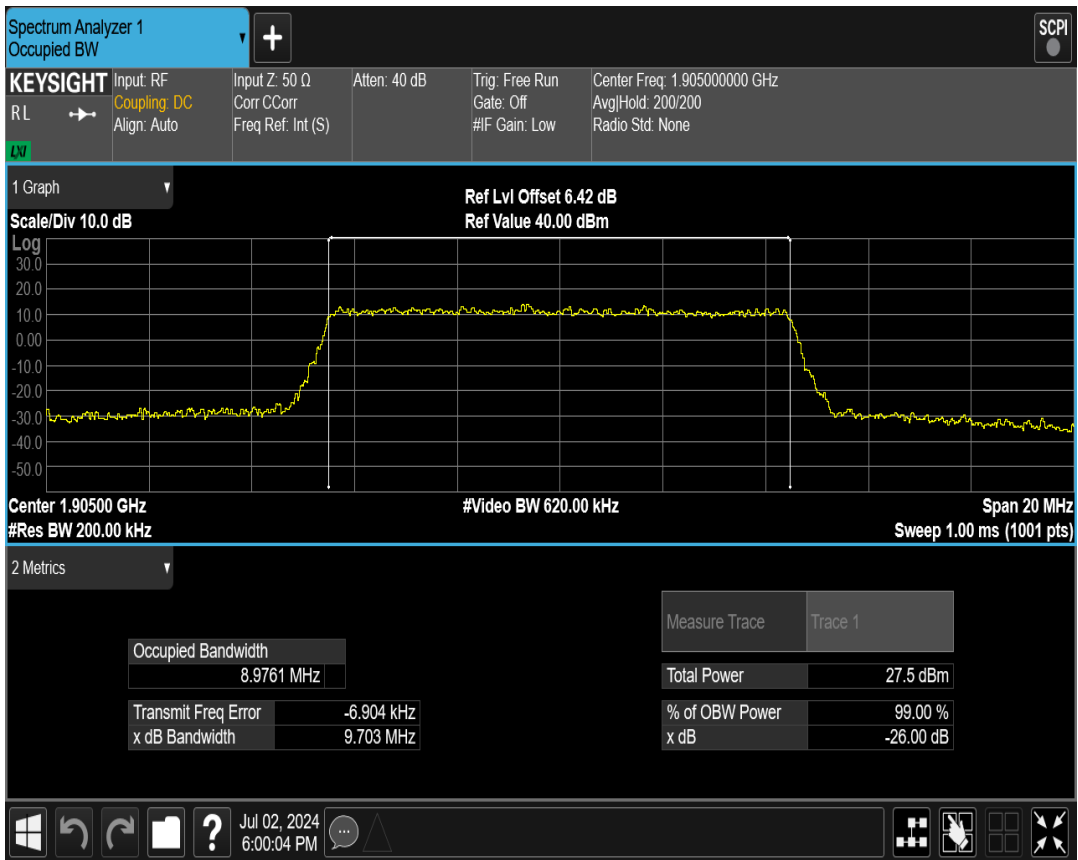 Spectrum Analyzer 1
Occupied BW
+
SCPI
KEYSIGHT
R L
LXI
Input: RF
Coupling: DC
Align: Auto
Input Z: 50 Ω
Corr CCorr
Freq Ref: Int (S)
Atten: 40 dB
Trig: Free Run
Gate: Off
#IF Gain: Low
Center Freq: 1.905000000 GHz
Avg|Hold: 200/200
Radio Std: None
1 Graph
Scale/Div 10.0 dB
Ref Lvl Offset 6.42 dB
Ref Value 40.00 dBm
Log
30.0
20.0
10.0
0.00
-10.0
-20.0
-30.0
-40.0
-50.0
Center 1.90500 GHz
#Video BW 620.00 kHz
Span 20 MHz
#Res BW 200.00 kHz
Sweep 1.00 ms (1001 pts)
2 Metrics
Occupied Bandwidth
8.9761 MHz
Transmit Freq Error -6.904 kHz
x dB Bandwidth 9.703 MHz
Measure Trace Trace 1
Total Power 27.5 dBm
% of OBW Power 99.00 %
x dB -26.00 dB
?
Jul 02, 2024
6:00:04 PM